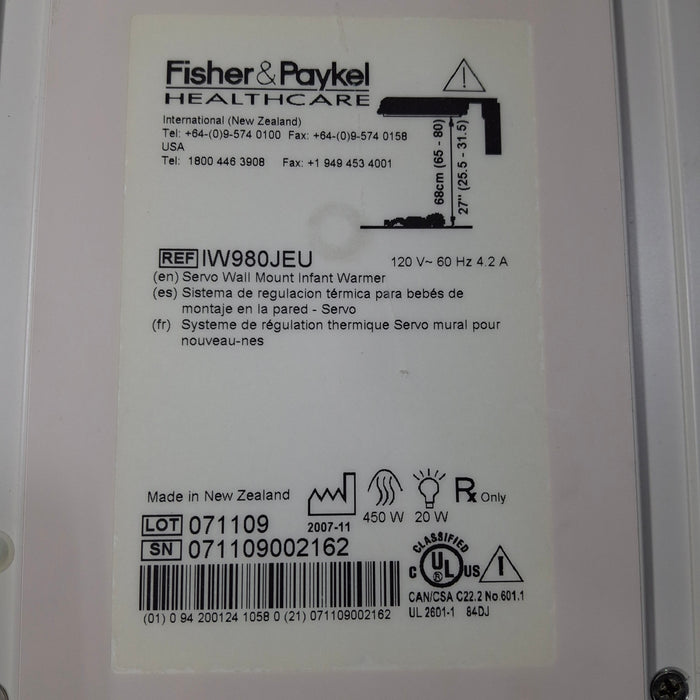 Fisher & Paykel
HEALTHCARE
International (New Zealand)
Tel: +64-(0)9-574 0100 Fax: +64-(0)9-574 0158
USA
Tel: 1800 446 3908 Fax: +1 949 453 4001
68cm (65 - 80)
27" (25.5 - 31.5)
REF IW980JEU 120 V~ 60 Hz 4.2 A
(en) Servo Wall Mount Infant Warmer
(es) Sistema de regulacion térmica para bebés de
montaje en la pared - Servo
(fr) Systeme de régulation thermique Servo mural pour
nouveau-nes
Made in New Zealand
2007-11
450 W 20 W
Rx Only
LOT 071109
SN 071109002162
(01) 0 94 200124 1058 0 (21) 071109002162
CLASSIFIED
C UL ® US
CAN/CSA C22.2 No.601.1
UL 2601-1 84DJ